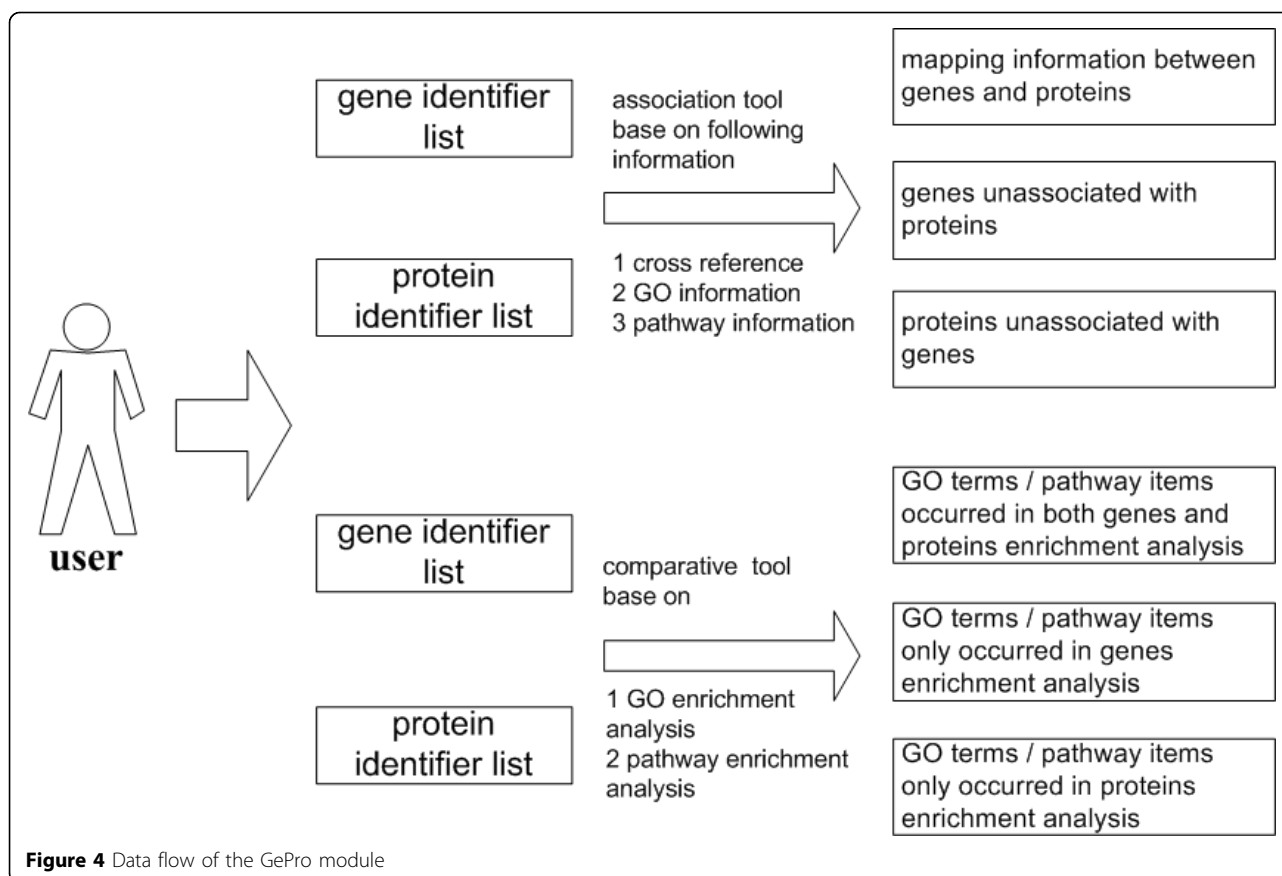 gene identifier
list
protein
identifier list
association tool
base on following
information
1 cross reference
2 GO information
3 pathway information
mapping information between
genes and proteins
genes unassociated with
proteins
proteins unassociated with
genes
user
gene identifier
list
protein
identifier list
comparative tool
base on
1 GO enrichment
analysis
2 pathway enrichment
analysis
GO terms / pathway items
occurred in both genes and
proteins enrichment analysis
GO terms / pathway items
only occurred in genes
enrichment analysis
GO terms / pathway items
only occurred in proteins
enrichment analysis
Figure 4 Data flow of the GePro module